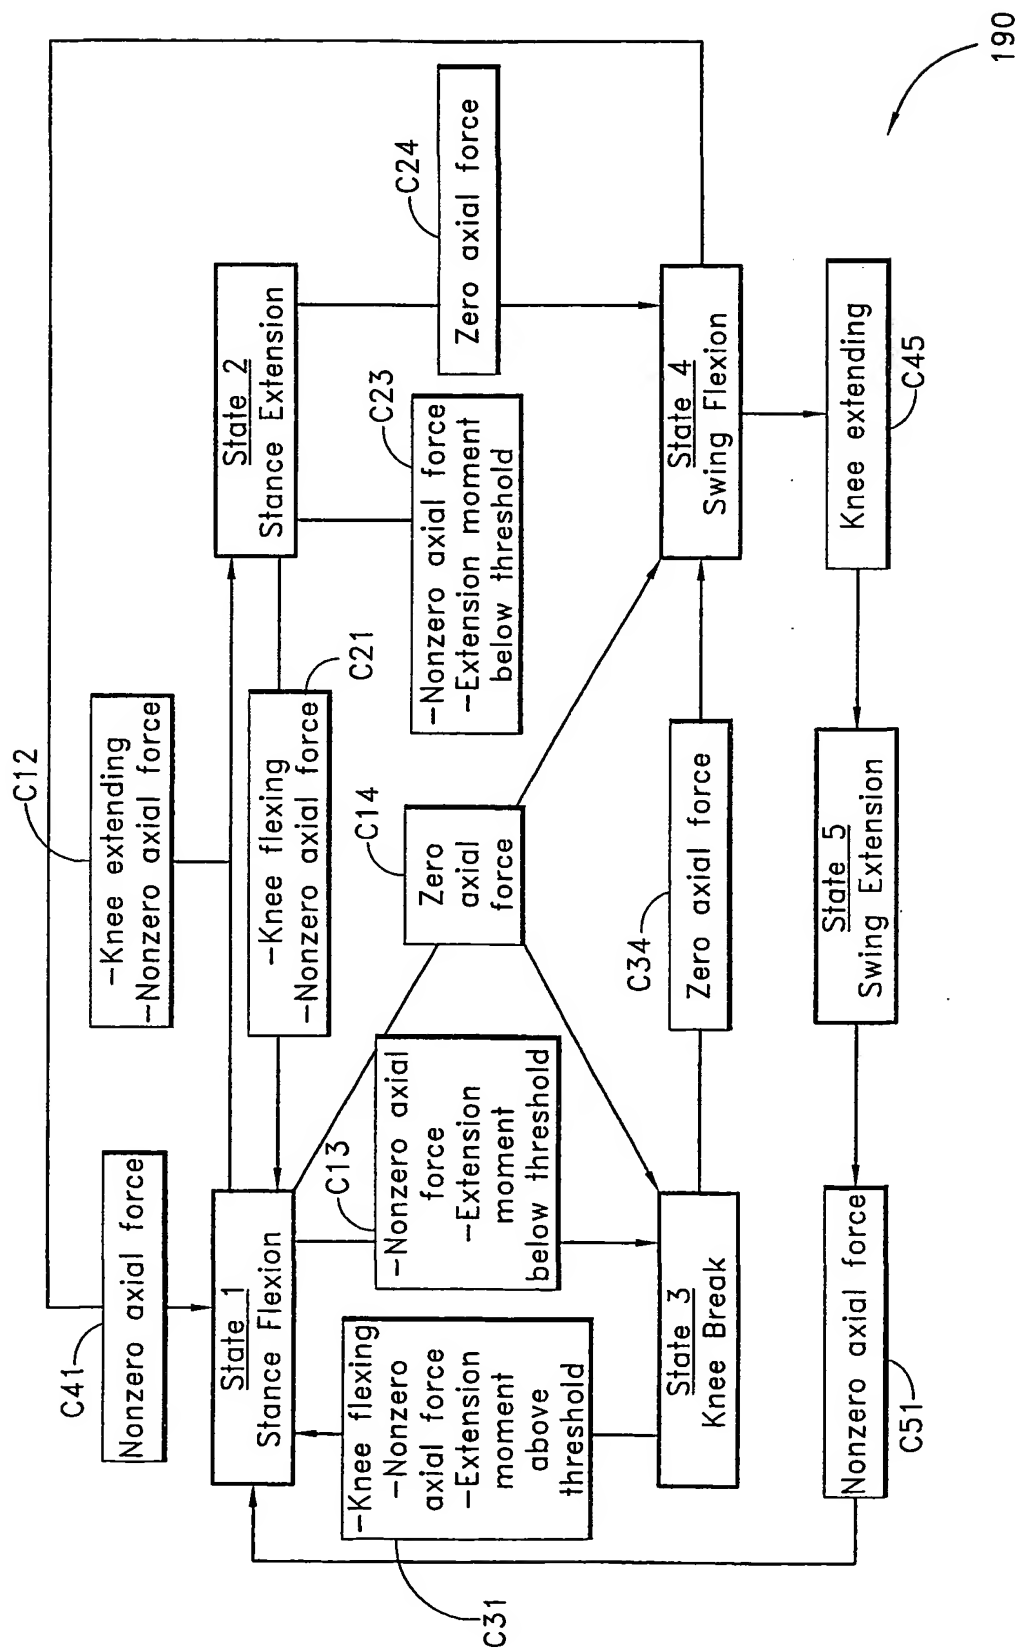 C12
-Knee extending
-Nonzero axial force
C41
Nonzero axial force
State 1
Stance Flexion
-Knee flexing
-Nonzero axial force
C21
State 2
Stance Extension
C31
-Knee flexing
-Nonzero
axial force
-Extension
moment
above
threshold
C13
-Nonzero axial
force
-Extension
moment
below threshold
C14
Zero
axial
force
C23
-Nonzero axial force
-Extension moment
below threshold
C24
Zero axial force
State 3
Knee Break
C34
Zero axial force
State 4
Swing Flexion
Nonzero axial force
C51
State 5
Swing Extension
Knee extending
C45
190